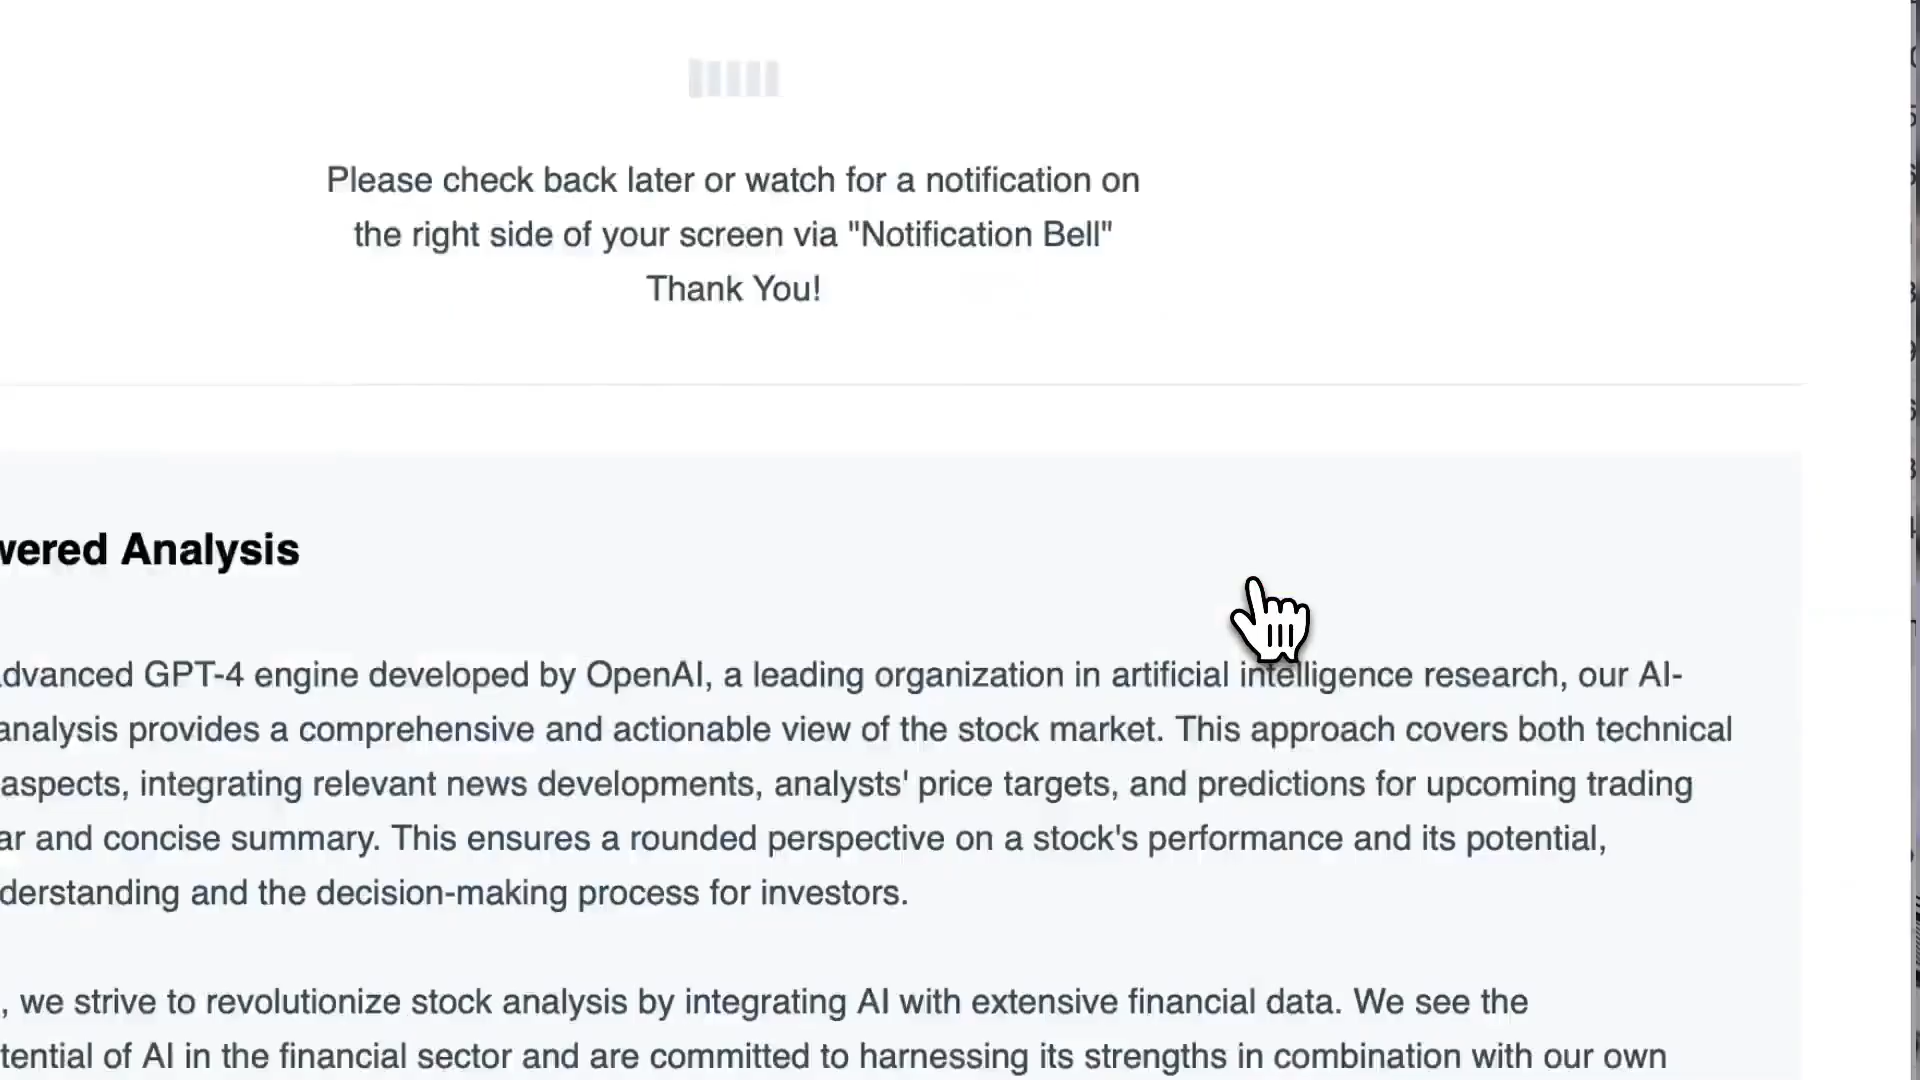 Please check back later or watch for a notification on
the right side of your screen via "Notification Bell"
Thank You!
Analysis
GPT-4 engine developed by OpenAI, a leading organization in artificial intelligence research, our AI-
analysis provides a comprehensive and actionable view of the stock market. This approach covers both technical
aspects, integrating relevant news developments, analysts' price targets, and predictions for upcoming trading
and concise summary. This ensures a rounded perspective on a stock's performance and its potential,
and the decision-making process for investors.
, we strive to revolutionize stock analysis by integrating AI with extensive financial data. We see the
of AI in the financial sector and are committed to harnessing its strengths in combination with our own